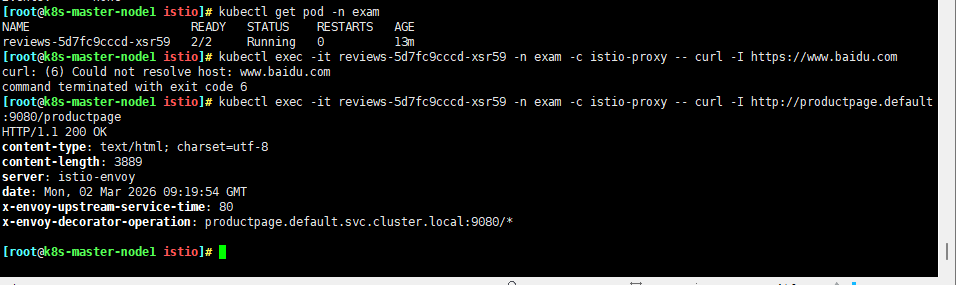 [root@k8s-master-node1 istio]# kubectl get pod -n exam
NAME                       READY   STATUS    RESTARTS   AGE
reviews-5d7fc9cccd-xsr59   2/2     Running   0          13m
[root@k8s-master-node1 istio]# kubectl exec -it reviews-5d7fc9cccd-xsr59 -n exam -c istio-proxy -- curl -I https://www.baidu.com
curl: (6) Could not resolve host: www.baidu.com
command terminated with exit code 6
[root@k8s-master-node1 istio]# kubectl exec -it reviews-5d7fc9cccd-xsr59 -n exam -c istio-proxy -- curl -I http://productpage.default
:9080/productpage
HTTP/1.1 200 OK
content-type: text/html; charset=utf-8
content-length: 3889
server: istio-envoy
date: Mon, 02 Mar 2026 09:19:54 GMT
x-envoy-upstream-service-time: 80
x-envoy-decorator-operation: productpage.default.svc.cluster.local:9080/*
[root@k8s-master-node1 istio]#